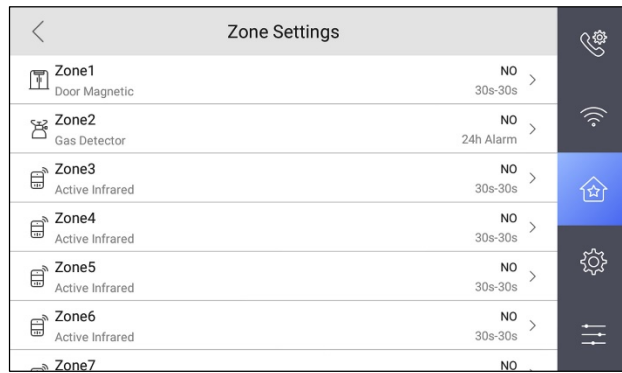 Zone Settings
Zone1 NO
Door Magnetic 30s-30s
Zone2 NO
Gas Detector 24h Alarm
Zone3 NO
Active Infrared 30s-30s
Zone4 NO
Active Infrared 30s-30s
Zone5 NO
Active Infrared 30s-30s
Zone6 NO
Active Infrared 30s-30s
Zone7 NO